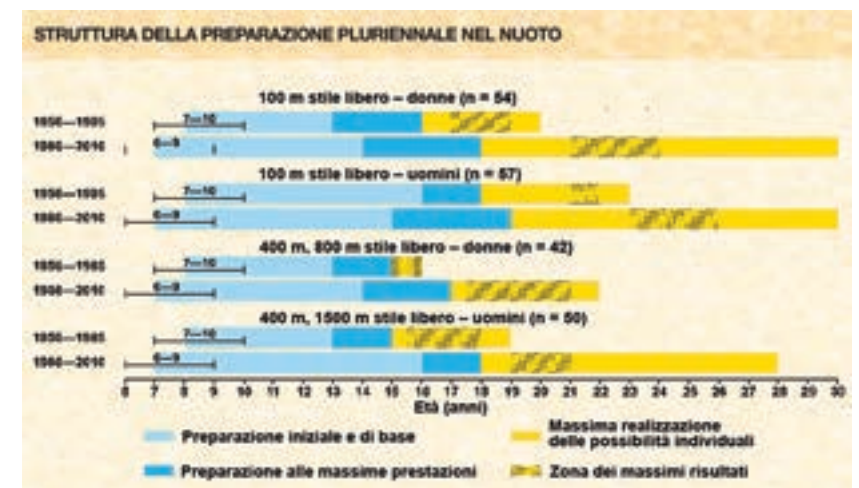 STRUTTURA DELLA PREPARAZIONE PLURIENNALE NEL NUOTO
100 m stile libero – donne (n = 54)
1956—1985
7—10
1986—2010
6—9
100 m stile libero – uomini (n = 57)
1956—1985
7—10
1986—2010
6—9
400 m, 800 m stile libero – donne (n = 42)
1956—1985
7—10
1986—2010
6—9
400 m, 1500 m stile libero – uomini (n = 50)
1956—1985
7—10
1986—2010
6—9
6 7 8 9 10 11 12 13 14 15 16 17 18 19 20 21 22 23 24 25 26 27 28 29 30
Età (anni)
Preparazione iniziale e di base
Preparazione alle massime prestazioni
Massima realizzazione
delle possibilità individuali
Zona dei massimi risultati